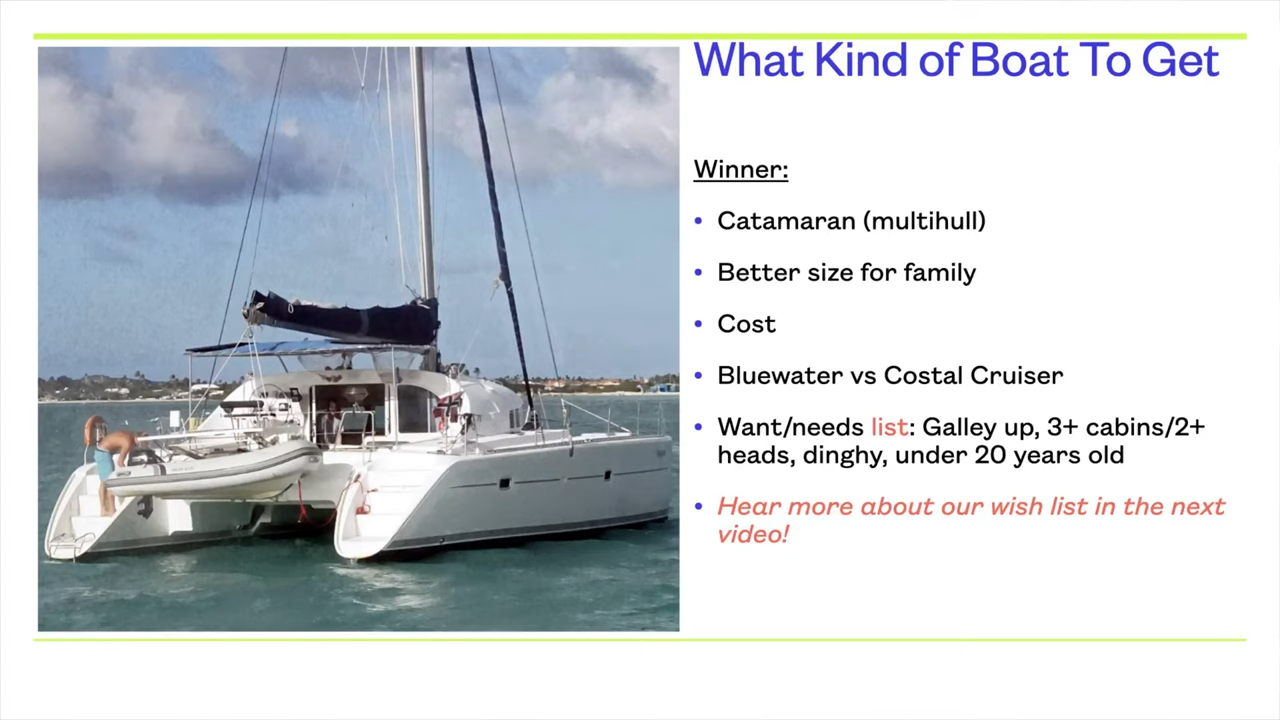 What Kind of Boat To Get
Winner:
• Catamaran (multihull)
• Better size for family
• Cost
• Bluewater vs Costal Cruiser
• Want/needs list: Galley up, 3+ cabins/2+
heads, dinghy, under 20 years old
• Hear more about our wish list in the next
video!